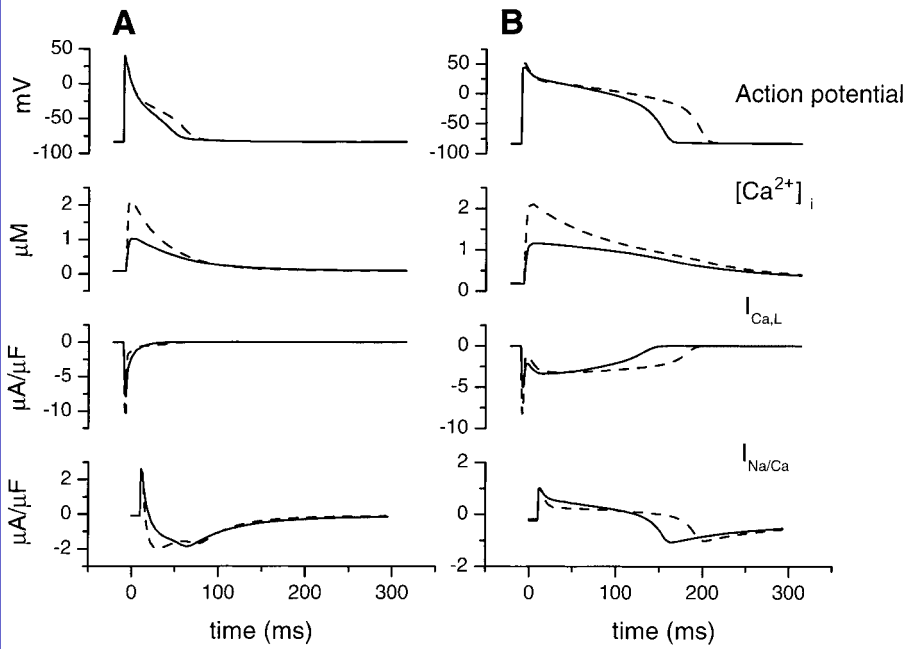 A
B
50
0
-50
-100
mV
50
0
-50
-100
Action potential
2
1
0
μM
2
1
0
[Ca2+] i
0
-5
-10
μA/μF
0
-5
-10
ICa,L
2
0
-2
μA/μF
2
0
-2
INa/Ca
0 100 200 300
0 100 200 300
time (ms)
time (ms)